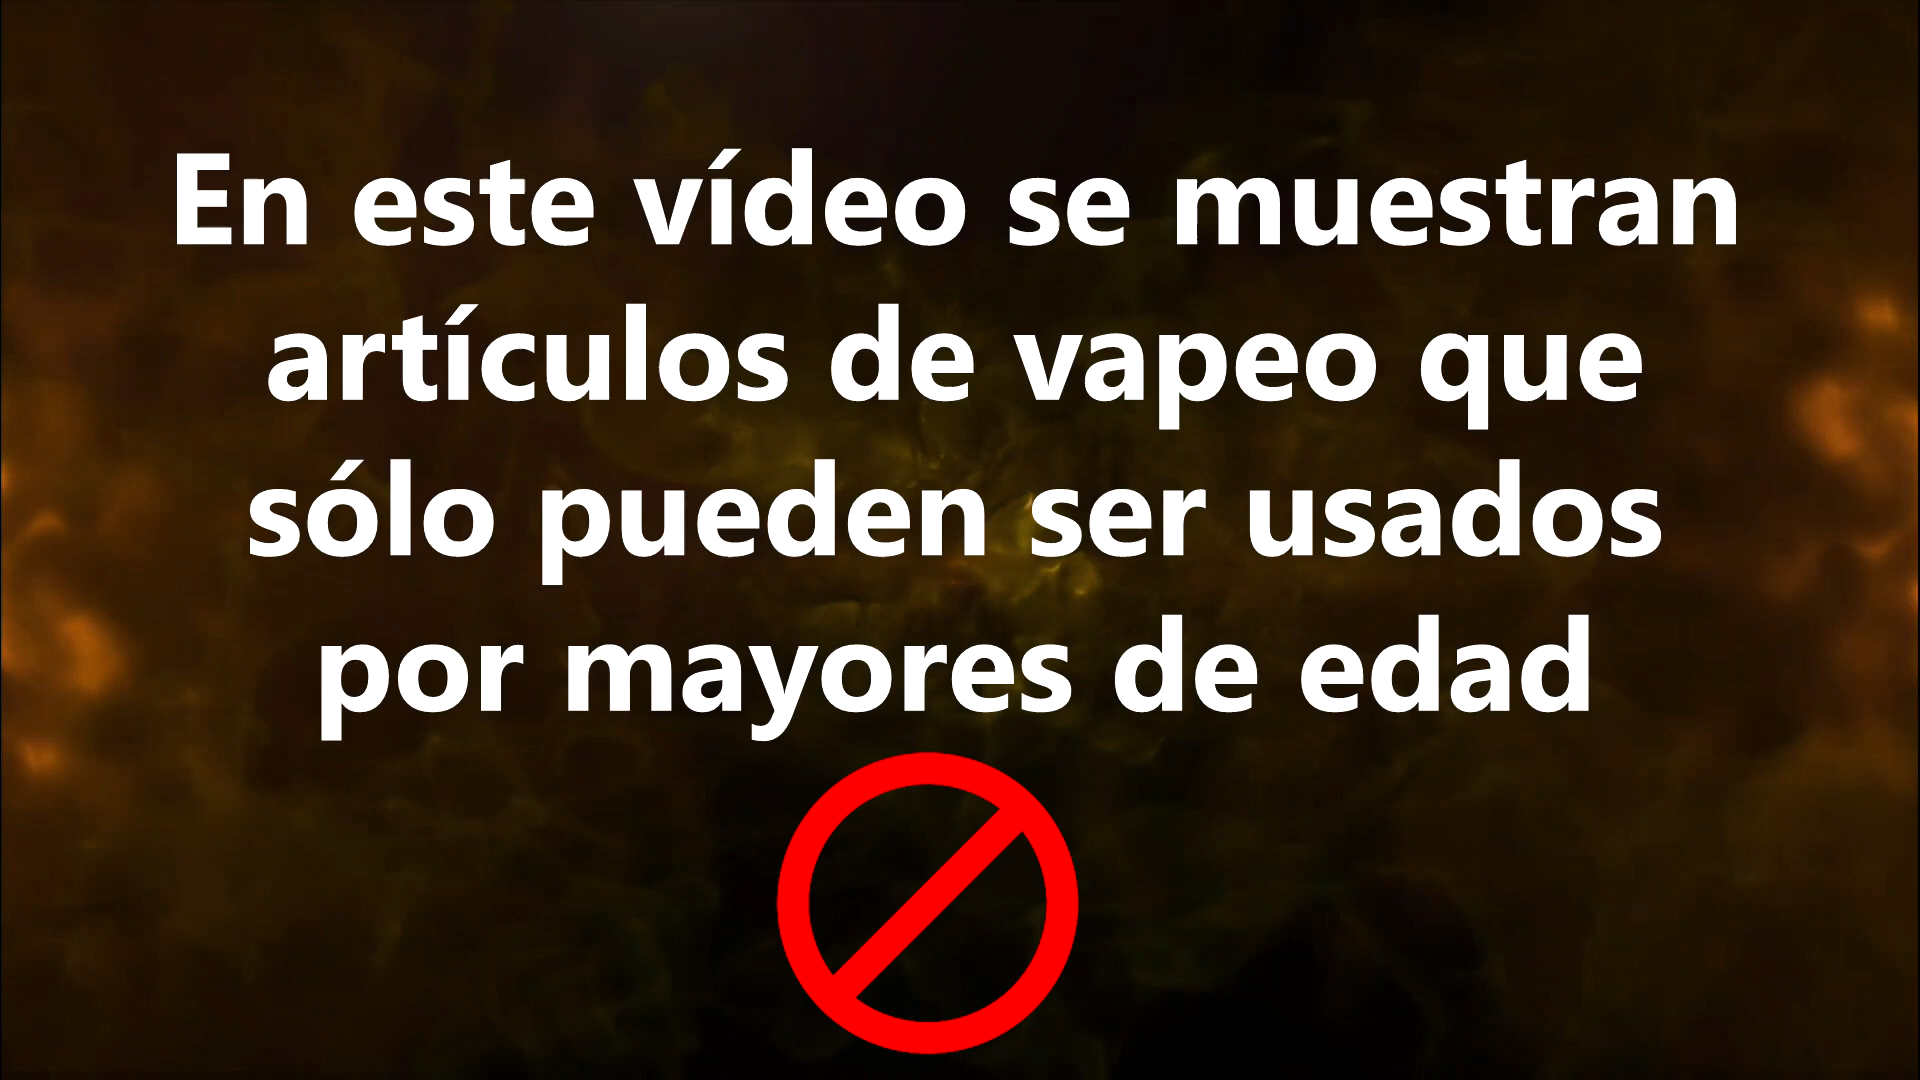 En este vídeo se muestran
artículos de vapeo que
sólo pueden ser usados
por mayores de edad